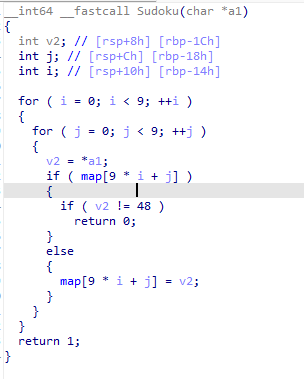 __int64 __fastcall Sudoku(char *a1)
{
  int v2; // [rsp+8h] [rbp-1Ch]
  int j; // [rsp+Ch] [rbp-18h]
  int i; // [rsp+10h] [rbp-14h]

  for ( i = 0; i < 9; ++i )
  {
    for ( j = 0; j < 9; ++j )
    {
      v2 = *a1;
      if ( map[9 * i + j] )
      {
        if ( v2 != 48 )
          return 0;
      }
      else
      {
        map[9 * i + j] = v2;
      }
    }
  }
  return 1;
}